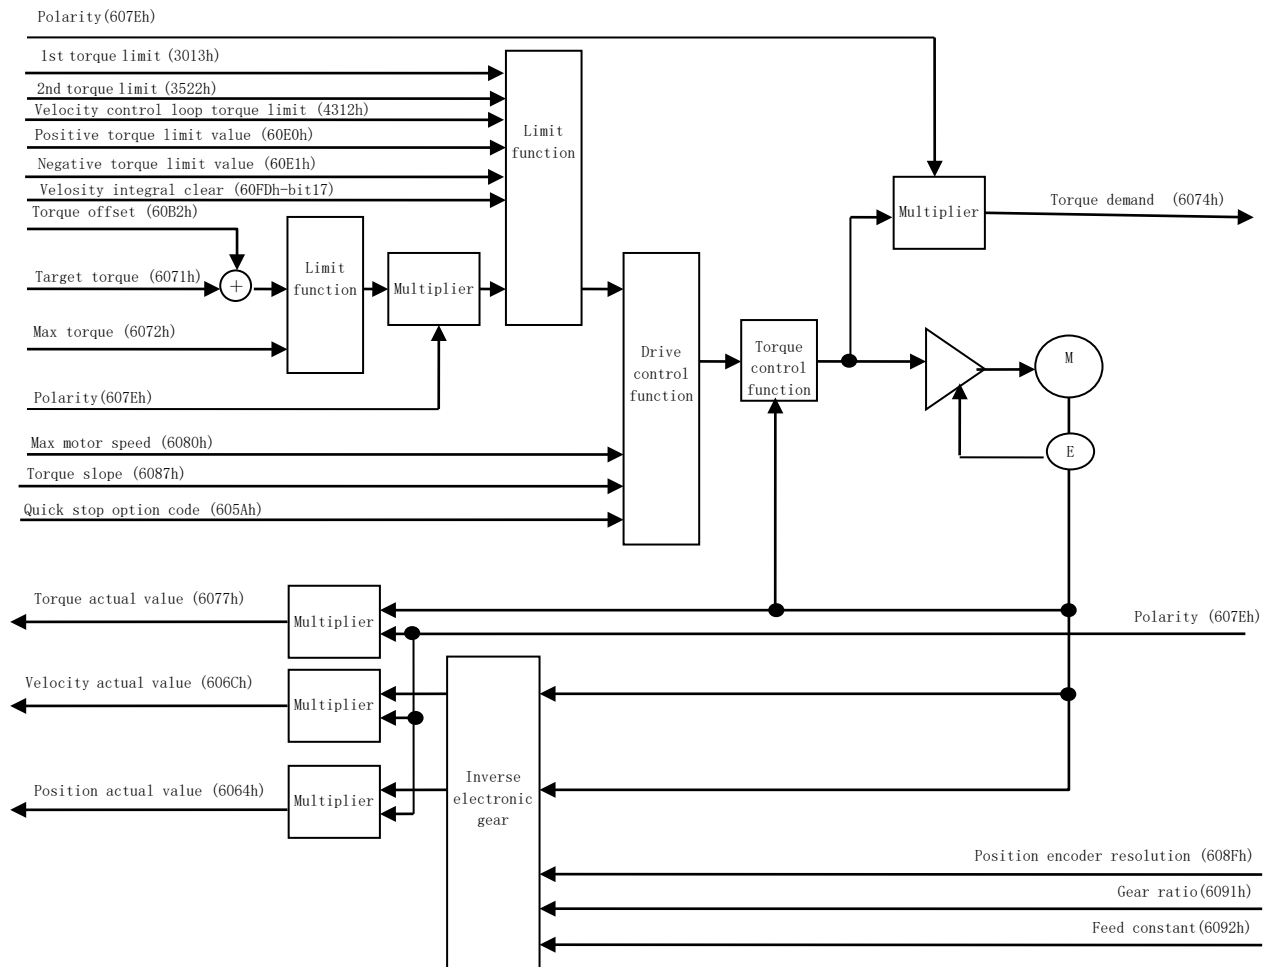 Polarity(607Eh)
1st torque limit (3013h)
2nd torque limit (3522h)
Velocity control loop torque limit (4312h)
Positive torque limit value (60E0h)
Negative torque limit value (60E1h)
Velosity integral clear (60FDh-bit17)
Torque offset (60B2h)
Target torque (6071h)
+
Max torque (6072h)
Polarity(607Eh)
Limit
function
Multiplier
Limit
function
Multiplier
Torque demand (6074h)
Max motor speed (6080h)
Torque slope (6087h)
Quick stop option code (605Ah)
Drive
control
function
Torque
control
function
M
E
Torque actual value (6077h)
Multiplier
Polarity (607Eh)
Velocity actual value (606Ch)
Multiplier
Position actual value (6064h)
Multiplier
Inverse
electronic
gear
Position encoder resolution (608Fh)
Gear ratio(6091h)
Feed constant(6092h)